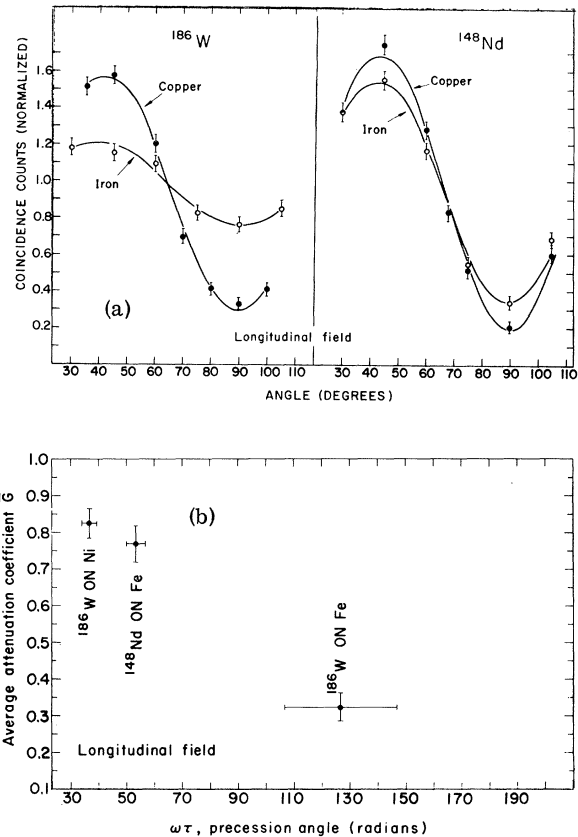 186W
148Nd
COINCIDENCE COUNTS (NORMALIZED)
1.6
1.4
1.2
1.0
0.8
0.6
0.4
0.2
Copper
Iron
Copper
Iron
(a)
Longitudinal field
30 40 50 60 70 80 90 100 110
30 40 50 60 70 80 90 100 110
ANGLE (DEGREES)
Average attenuation coefficient G
1.0
0.9
0.8
0.7
0.6
0.5
0.4
0.3
0.2
0.1
(b)
186W ON Ni
148Nd ON Fe
186W ON Fe
Longitudinal field
30 50 70 90 110 130 150 170 190
ωτ, precession angle (radians)